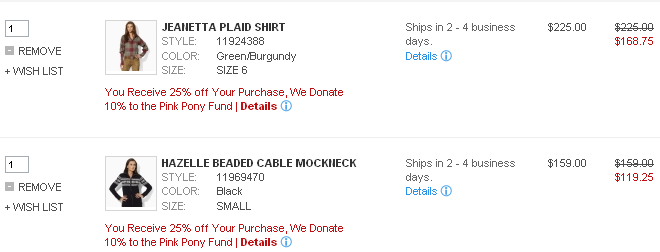 1
REMOVE
+ WISH LIST
JEANETTA PLAID SHIRT
STYLE: 11924388
COLOR: Green/Burgundy
SIZE: SIZE 6
You Receive 25% off Your Purchase, We Donate
10% to the Pink Pony Fund | Details
Ships in 2 - 4 business
days.
Details
$225.00
$225.00
$168.75
1
REMOVE
+ WISH LIST
HAZELLE BEADED CABLE MOCKNECK
STYLE: 11969470
COLOR: Black
SIZE: SMALL
You Receive 25% off Your Purchase, We Donate
10% to the Pink Pony Fund | Details
Ships in 2 - 4 business
days.
Details
$159.00
$159.00
$119.25